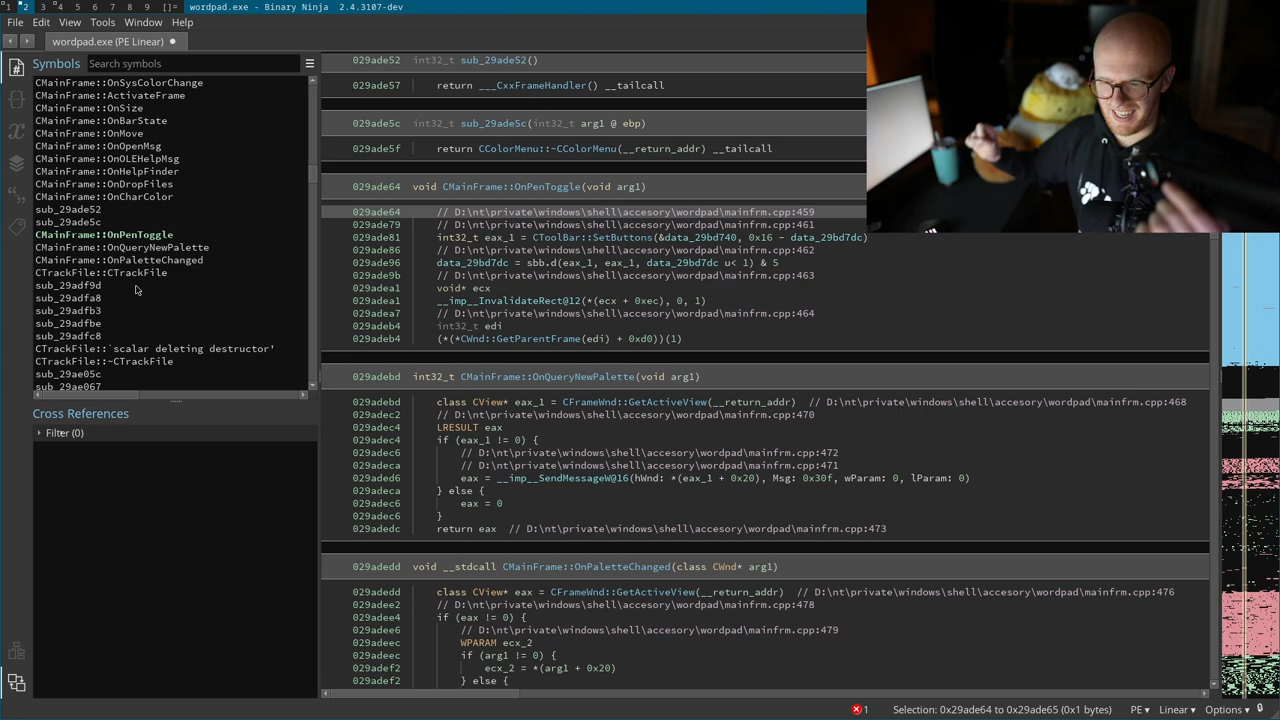 1 2 3 4 5 6 7 8 9 []= wordpad.exe — Binary Ninja 2.4.3107-dev
File Edit View Tools Window Help
wordpad.exe (PE Linear)
Symbols Search symbols
CMainFrame::OnSysColorChange
CMainFrame::ActivateFrame
CMainFrame::OnSize
CMainFrame::OnBarState
CMainFrame::OnMove
CMainFrame::OnOpenMsg
CMainFrame::OnOLEHelpMsg
CMainFrame::OnHelpFinder
CMainFrame::OnDropFiles
CMainFrame::OnCharColor
sub_29ade52
sub_29ade5c
CMainFrame::OnPenToggle
CMainFrame::OnQueryNewPalette
CMainFrame::OnPaletteChanged
CTrackFile::CTrackFile
sub_29adf9d
sub_29adfa8
sub_29adfb3
sub_29adfbe
sub_29adfc8
CTrackFile::`scalar deleting destructor'
CTrackFile::~CTrackFile
sub_29ae05c
sub_29ae067
Cross References
Filter (0)
029ade52 int32_t sub_29ade52()
029ade57 return ___CxxFrameHandler() __tailcall
029ade5c int32_t sub_29ade5c(int32_t arg1 @ ebp)
029ade5f return CColorMenu::~CColorMenu(__return_addr) __tailcall
029ade64 void CMainFrame::OnPenToggle(void arg1)
029ade64 // D:\nt\private\windows\shell\accesory\wordpad\mainfrm.cpp:459
029ade79 // D:\nt\private\windows\shell\accesory\wordpad\mainfrm.cpp:461
029ade81 int32_t eax_1 = CToolBar::SetButtons(&data_29bd740, 0x16 - data_29bd7dc)
029ade86 // D:\nt\private\windows\shell\accesory\wordpad\mainfrm.cpp:462
029ade96 data_29bd7dc = sbb.d(eax_1, eax_1, data_29bd7dc u< 1) & 5
029ade9b // D:\nt\private\windows\shell\accesory\wordpad\mainfrm.cpp:463
029adea1 void* ecx
029adea1 __imp__InvalidateRect@12(*(ecx + 0xec), 0, 1)
029adea7 // D:\nt\private\windows\shell\accesory\wordpad\mainfrm.cpp:464
029adeb4 int32_t edi
029adeb4 (*(*CWnd::GetParentFrame(edi) + 0xd0))(1)
029adebd int32_t CMainFrame::OnQueryNewPalette(void arg1)
029adebd class CView* eax_1 = CFrameWnd::GetActiveView(__return_addr) // D:\nt\private\windows\shell\accesory\wordpad\mainfrm.cpp:468
029adec2 // D:\nt\private\windows\shell\accesory\wordpad\mainfrm.cpp:470
029adec4 LRESULT eax
029adec4 if (eax_1 != 0) {
029adec6 // D:\nt\private\windows\shell\accesory\wordpad\mainfrm.cpp:472
029adeca // D:\nt\private\windows\shell\accesory\wordpad\mainfrm.cpp:471
029aded6 eax = __imp__SendMessageW@16(hWnd: *(eax_1 + 0x20), Msg: 0x30f, wParam: 0, lParam: 0)
029adeca } else {
029adec6 eax = 0
029adec6 }
029adedc return eax // D:\nt\private\windows\shell\accesory\wordpad\mainfrm.cpp:473
029adedd void __stdcall CMainFrame::OnPaletteChanged(class CWnd* arg1)
029adedd class CView* eax = CFrameWnd::GetActiveView(__return_addr) // D:\nt\private\windows\shell\accesory\wordpad\mainfrm.cpp:476
029adee2 // D:\nt\private\windows\shell\accesory\wordpad\mainfrm.cpp:478
029adee4 if (eax != 0) {
029adee6 // D:\nt\private\windows\shell\accesory\wordpad\mainfrm.cpp:479
029adeec WPARAM ecx_2
029adeec if (arg1 != 0) {
029adef2 ecx_2 = *(arg1 + 0x20)
029adef2 } else {
1 Selection: 0x29ade64 to 0x29ade65 (0x1 bytes) PE▾ Linear▾ Options▾